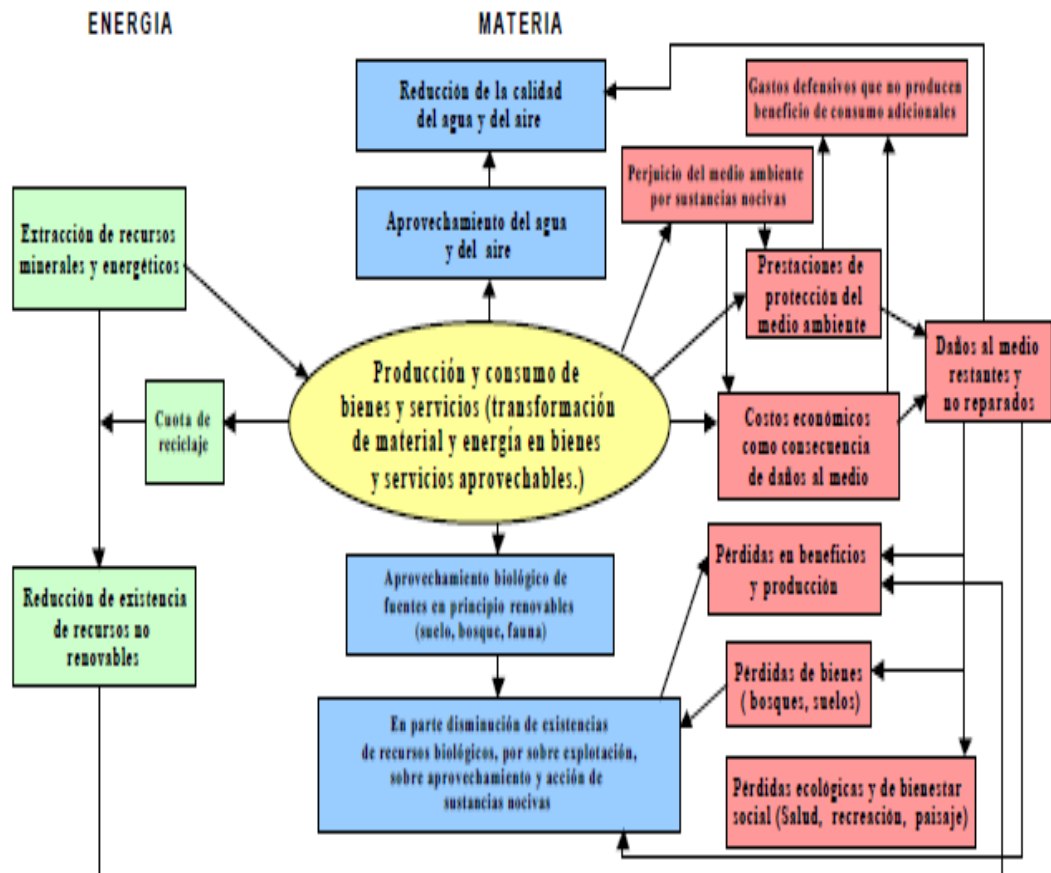 ENERGIA
MATERIA
Reducción de la calidad
del agua y del aire
Gastos defensivos que no producen
beneficio de consumo adicionales
Perjuicio del medio ambiente
por sustancias nocivas
Extracción de recursos
minerales y energéticos
Aprovechamiento del agua
y del aire
Prestaciones de
protección del
medio ambiente
Daños al medio
restantes y
no reparados
Producción y consumo de
bienes y servicios (transformación
de material y energía en bienes
y servicios aprovechables.)
Cuota de
reciclaje
Costos económicos
como consecuencia
de daños al medio
Reducción de existencia
de recursos no
renovables
Aprovechamiento biológico de
fuentes en principio renovables
(suelo, bosque, fauna)
Pérdidas en beneficios
y producción
Pérdidas de bienes
( bosques, suelos)
En parte disminución de existencias
de recursos biológicos, por sobre explotación,
sobre aprovechamiento y acción de
sustancias nocivas
Pérdidas ecológicas y de bienestar
social (Salud, recreación, paisaje)